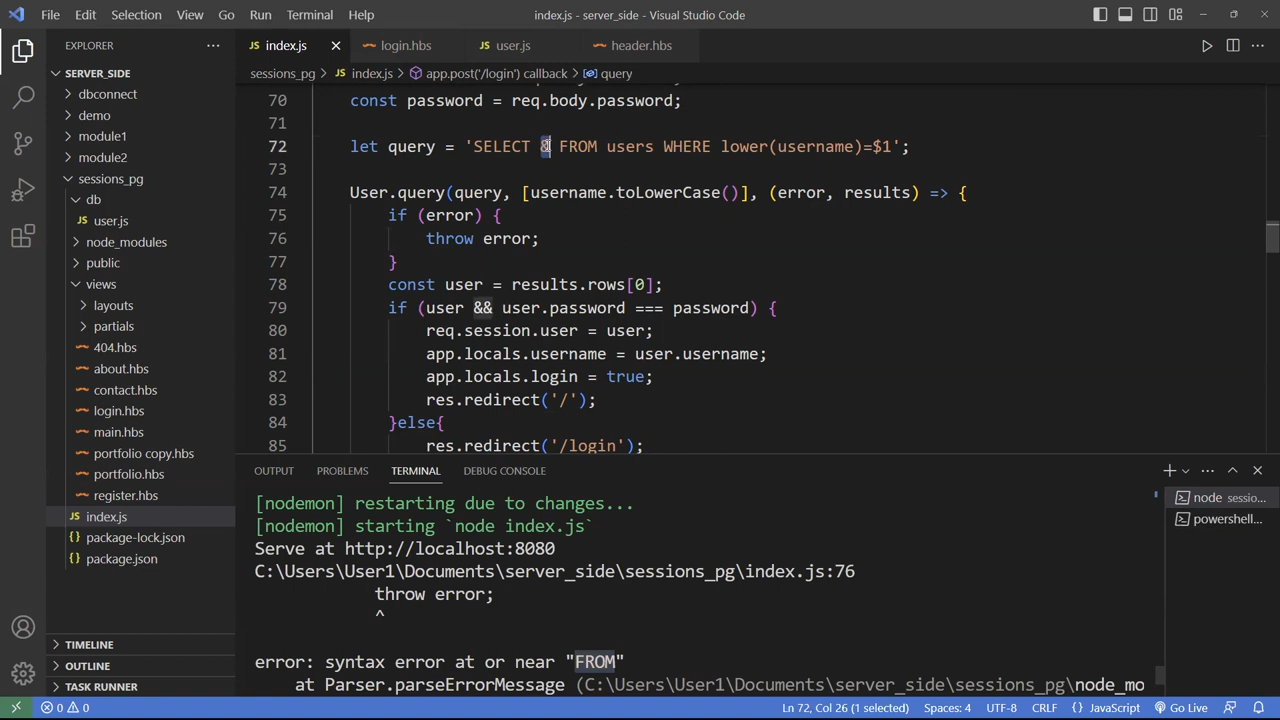 File Edit Selection View Go Run Terminal Help
index.js - server_side - Visual Studio Code
EXPLORER
index.js
login.hbs
user.js
header.hbs
SERVER_SIDE
sessions_pg > index.js > app.post('/login') callback > query
dbconnect
demo
module1
module2
sessions_pg
db
user.js
node_modules
public
views
layouts
partials
404.hbs
about.hbs
contact.hbs
login.hbs
main.hbs
portfolio copy.hbs
portfolio.hbs
register.hbs
index.js
package-lock.json
package.json
TIMELINE
OUTLINE
TASK RUNNER
70 const password = req.body.password;
71
72 let query = 'SELECT & FROM users WHERE lower(username)=$1';
73
74 User.query(query, [username.toLowerCase()], (error, results) => {
75 if (error) {
76 throw error;
77 }
78 const user = results.rows[0];
79 if (user && user.password === password) {
80 req.session.user = user;
81 app.locals.username = user.username;
82 app.locals.login = true;
83 res.redirect('/');
84 }else{
85 res.redirect('/login');
OUTPUT PROBLEMS TERMINAL DEBUG CONSOLE
[nodemon] restarting due to changes...
[nodemon] starting `node index.js`
Serve at http://localhost:8080
C:\Users\User1\Documents\server_side\sessions_pg\index.js:76
throw error;
^
error: syntax error at or near "FROM"
at Parser.parseErrorMessage (C:\Users\User1\Documents\server_side\sessions_pg\node_mo
node sessio...
powershell...
0 0
Ln 72, Col 26 (1 selected) Spaces: 4 UTF-8 CRLF {} JavaScript Go Live